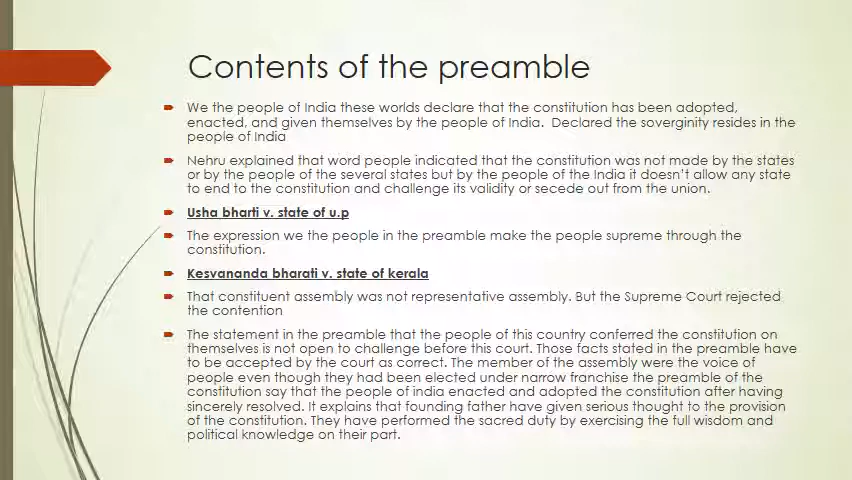 Contents of the preamble
We the people of India these worlds declare that the constitution has been adopted,
enacted, and given themselves by the people of India.  Declared the soverginity resides in the
people of India
Nehru explained that word people indicated that the constitution was not made by the states
or by the people of the several states but by the people of the India it doesn't allow any state
to end to the constitution and challenge its validity or secede out from the union.
Usha bharti v. state of u.p
The expression we the people in the preamble make the people supreme through the
constitution.
Kesvananda bharati v. state of kerala
That constituent assembly was not representative assembly. But the Supreme Court rejected
the contention
The statement in the preamble that the people of this country conferred the constitution on
themselves is not open to challenge before this court. Those facts stated in the preamble have
to be accepted by the court as correct. The member of the assembly were the voice of
people even though they had been elected under narrow franchise the preamble of the
constitution say that the people of india enacted and adopted the constitution after having
sincerely resolved. It explains that founding father have given serious thought to the provision
of the constitution. They have performed the sacred duty by exercising the full wisdom and
political knowledge on their part.